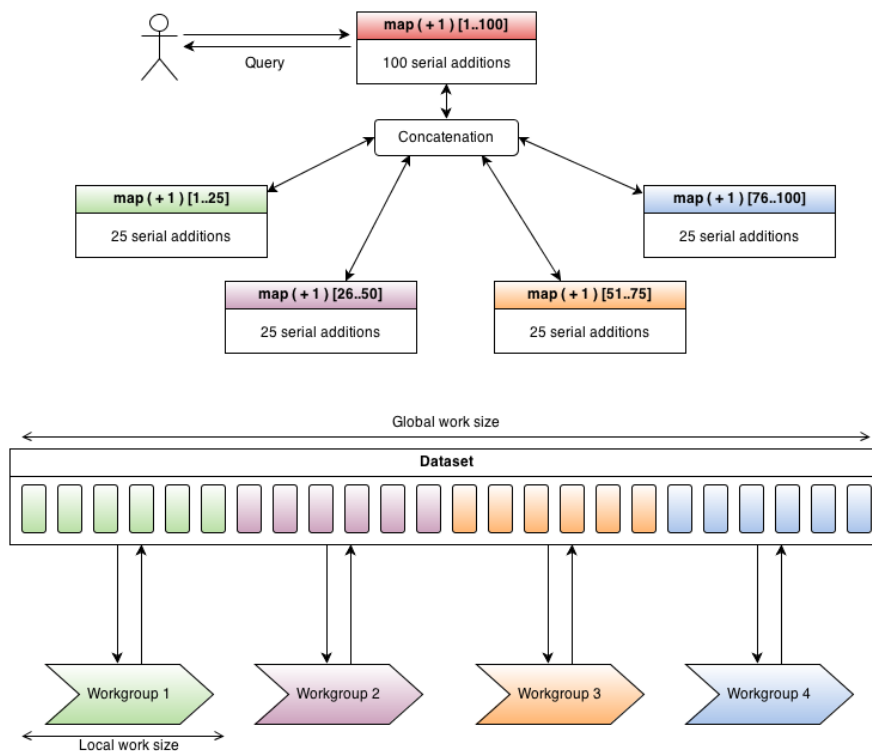 map ( + 1 ) [1..100]
Query
100 serial additions
Concatenation
map ( + 1 ) [1..25]
25 serial additions
map ( + 1 ) [76..100]
25 serial additions
map ( + 1 ) [26..50]
25 serial additions
map ( + 1 ) [51..75]
25 serial additions
Global work size
Dataset
Workgroup 1
Workgroup 2
Workgroup 3
Workgroup 4
Local work size